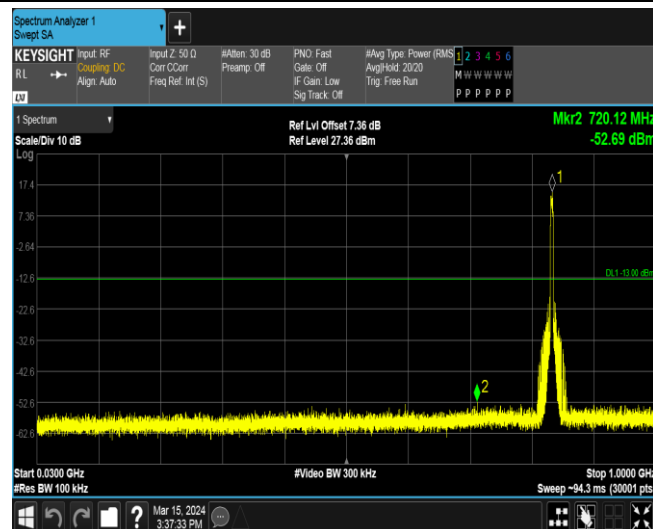 Spectrum Analyzer 1
Swept SA
+
KEYSIGHT
RL
LXI
Input: RF
Coupling: DC
Align: Auto
Input Z: 50 Ω
Corr CCorr
Freq Ref: Int (S)
#Atten: 30 dB
Preamp: Off
PNO: Fast
Gate: Off
IF Gain: Low
Sig Track: Off
#Avg Type: Power (RMS
Avg|Hold: 20/20
Trig: Free Run
1 2 3 4 5 6
M W W W W W
P P P P P P
1 Spectrum
Scale/Div 10 dB
Log
Ref Lvl Offset 7.36 dB
Ref Level 27.36 dBm
Mkr2 720.12 MHz
-52.69 dBm
17.4
7.36
-2.64
-12.6
-22.6
-32.6
-42.6
-52.6
-62.6
1
DL1 -13.00 dBm
2
Start 0.0300 GHz
#Res BW 100 kHz
#Video BW 300 kHz
Stop 1.0000 GHz
Sweep ~94.3 ms (30001 pts
?
Mar 15, 2024
3:37:33 PM